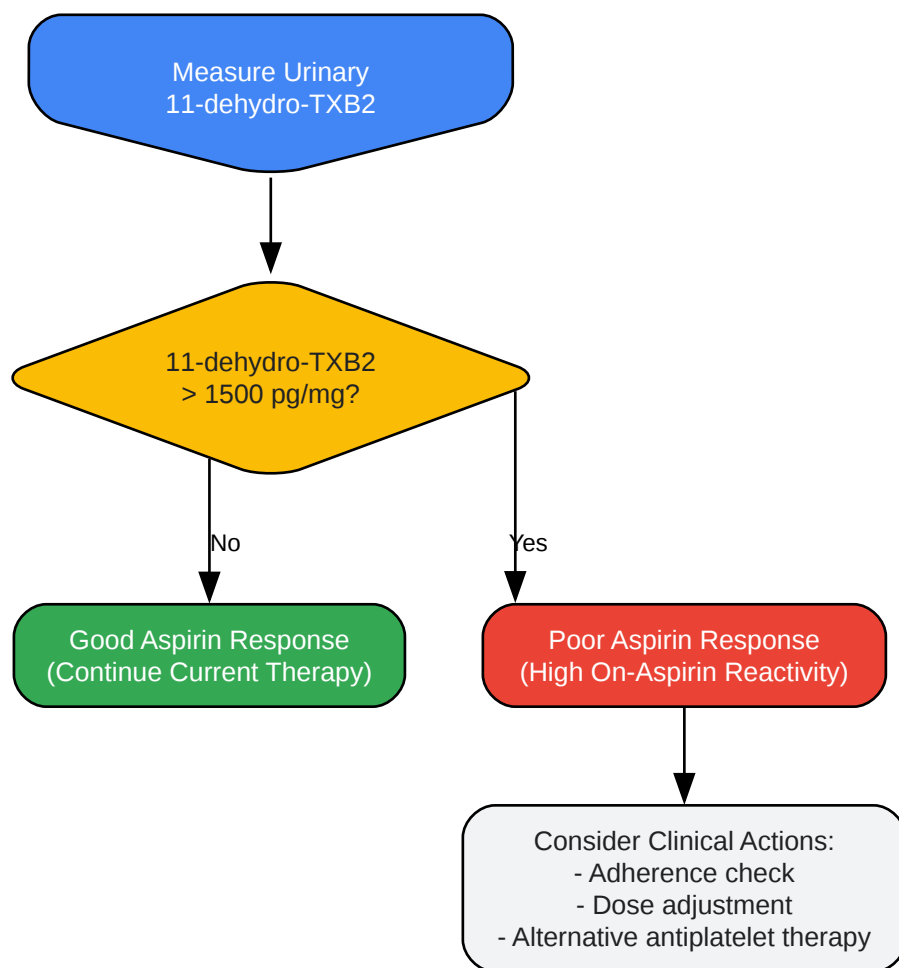 Measure Urinary
11-dehydro-TXB2
11-dehydro-TXB2
> 1500 pg/mg?
No
Yes
Good Aspirin Response
(Continue Current Therapy)
Poor Aspirin Response
(High On-Aspirin Reactivity)
Consider Clinical Actions:
- Adherence check
- Dose adjustment
- Alternative antiplatelet therapy